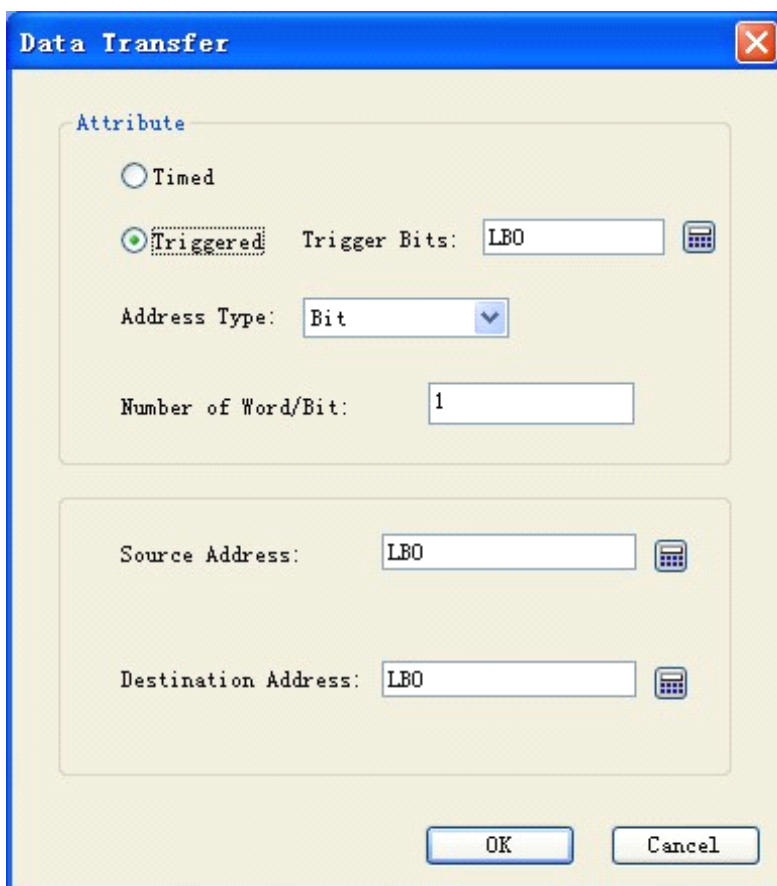 Data Transfer
Attribute
Timed
Triggered Trigger Bits: LB0
Address Type: Bit
Number of Word/Bit: 1
Source Address: LB0
Destination Address: LB0
OK Cancel